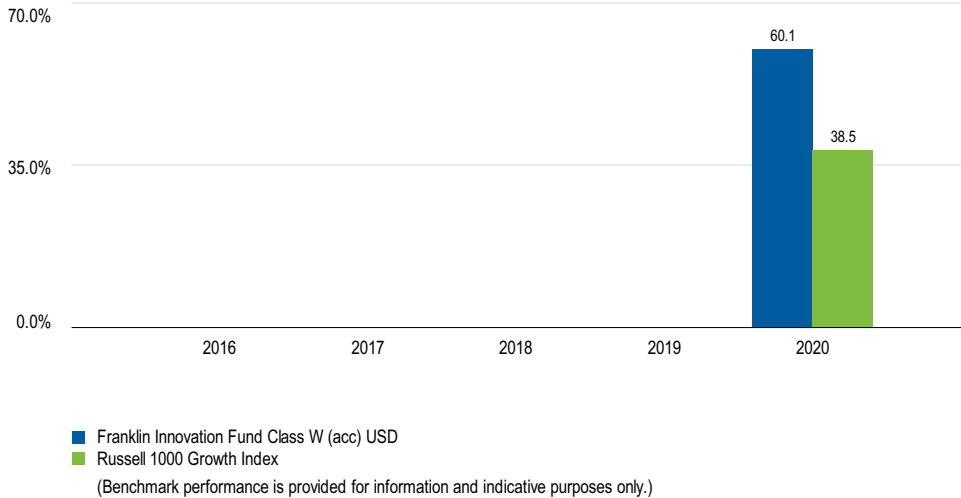 70.0%
60.1
38.5
35.0%
0.0%
2016 2017 2018 2019 2020
Franklin Innovation Fund Class W (acc) USD
Russell 1000 Growth Index
(Benchmark performance is provided for information and indicative purposes only.)